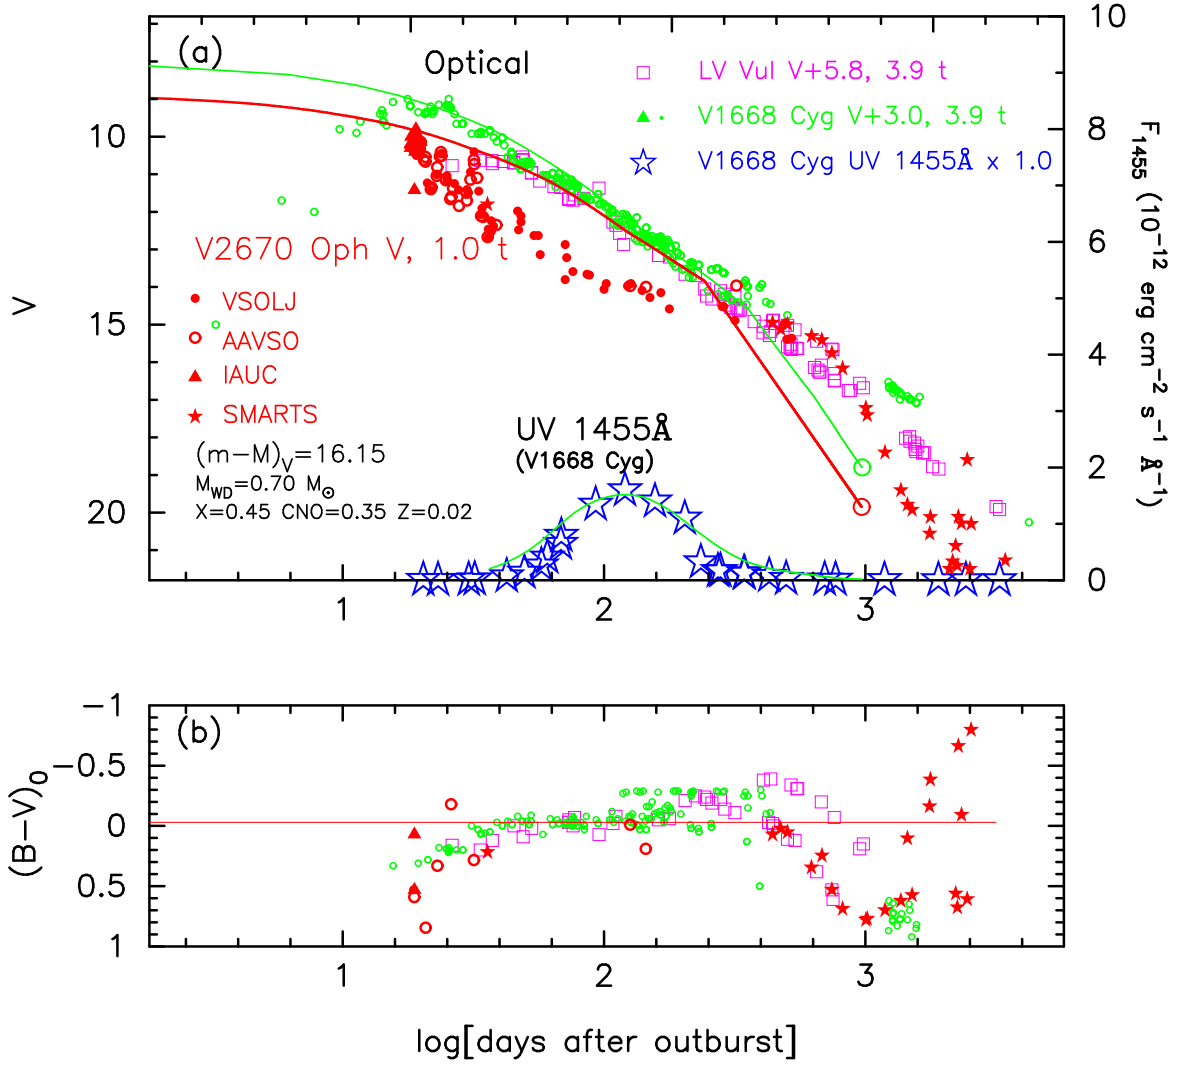 (a)
Optical
LV Vul V+5.8, 3.9 t
V1668 Cyg V+3.0, 3.9 t
V1668 Cyg UV 1455Å x 1.0
V2670 Oph V, 1.0 t
VSOLJ
AAVSO
IAUC
SMARTS
(m−M)V=16.15
MWD=0.70 M⊙
X=0.45 CNO=0.35 Z=0.02
UV 1455Å
(V1668 Cyg)
V
10
15
20
10
8
6
4
2
0
F1455 (10−12 erg cm−2 s−1 Å−1)
1 2 3
(b)
(B−V)0
−1
−0.5
0
0.5
1
1 2 3
log[days after outburst]